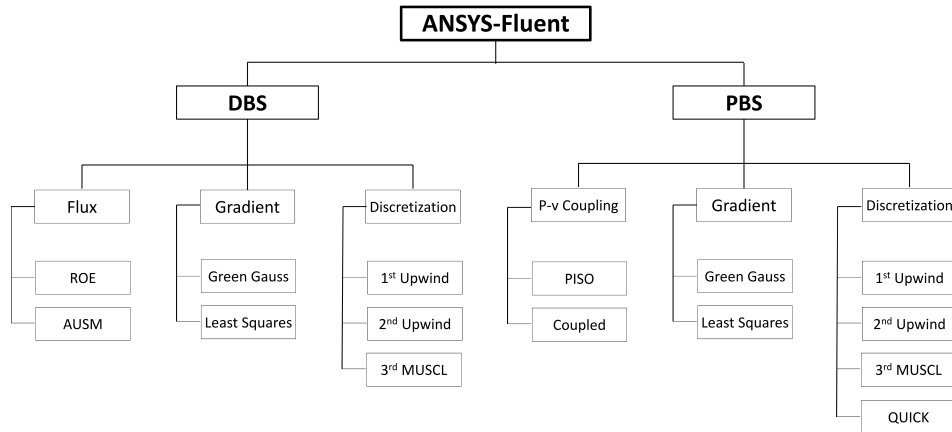 ANSYS-Fluent
DBS
PBS
Flux
Gradient
Discretization
P-v Coupling
Gradient
Discretization
ROE
Green Gauss
1st Upwind
PISO
Green Gauss
1st Upwind
AUSM
Least Squares
2nd Upwind
Coupled
Least Squares
2nd Upwind
3rd MUSCL
3rd MUSCL
QUICK